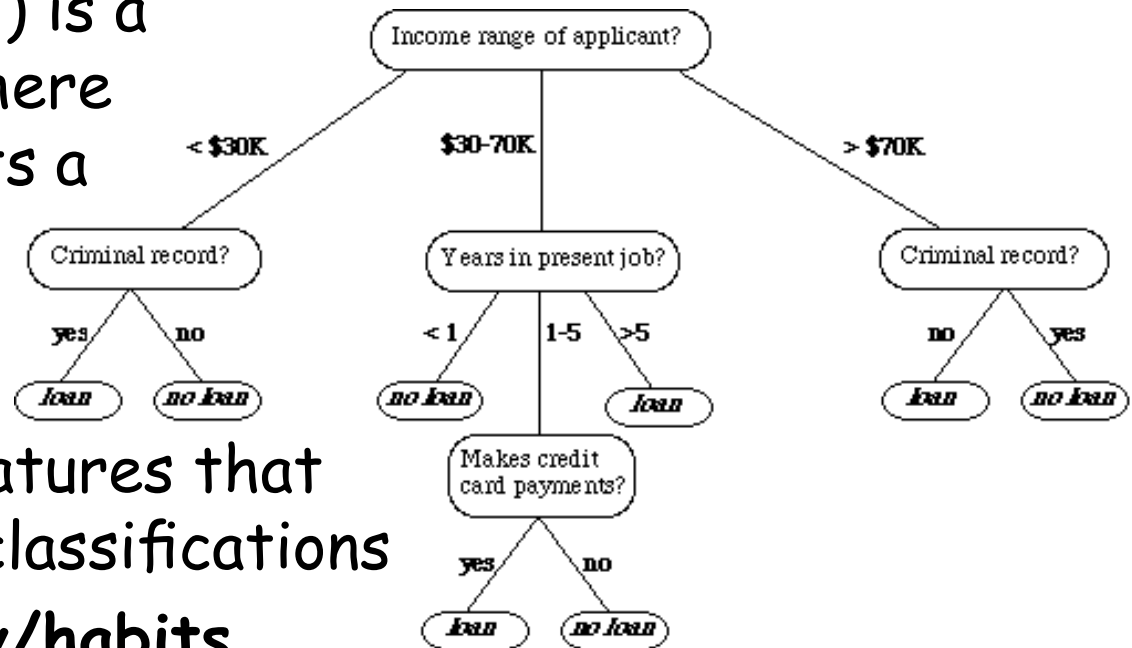 ) is a
here
ts a
atures that
classifications
y/habits
Income range of applicant?
< $30K
$30-70K
> $70K
Criminal record?
Years in present job?
Criminal record?
yes
no
< 1
1-5
>5
no
yes
loan
no loan
no loan
loan
loan
no loan
Makes credit
card payments?
yes
no
loan
no loan